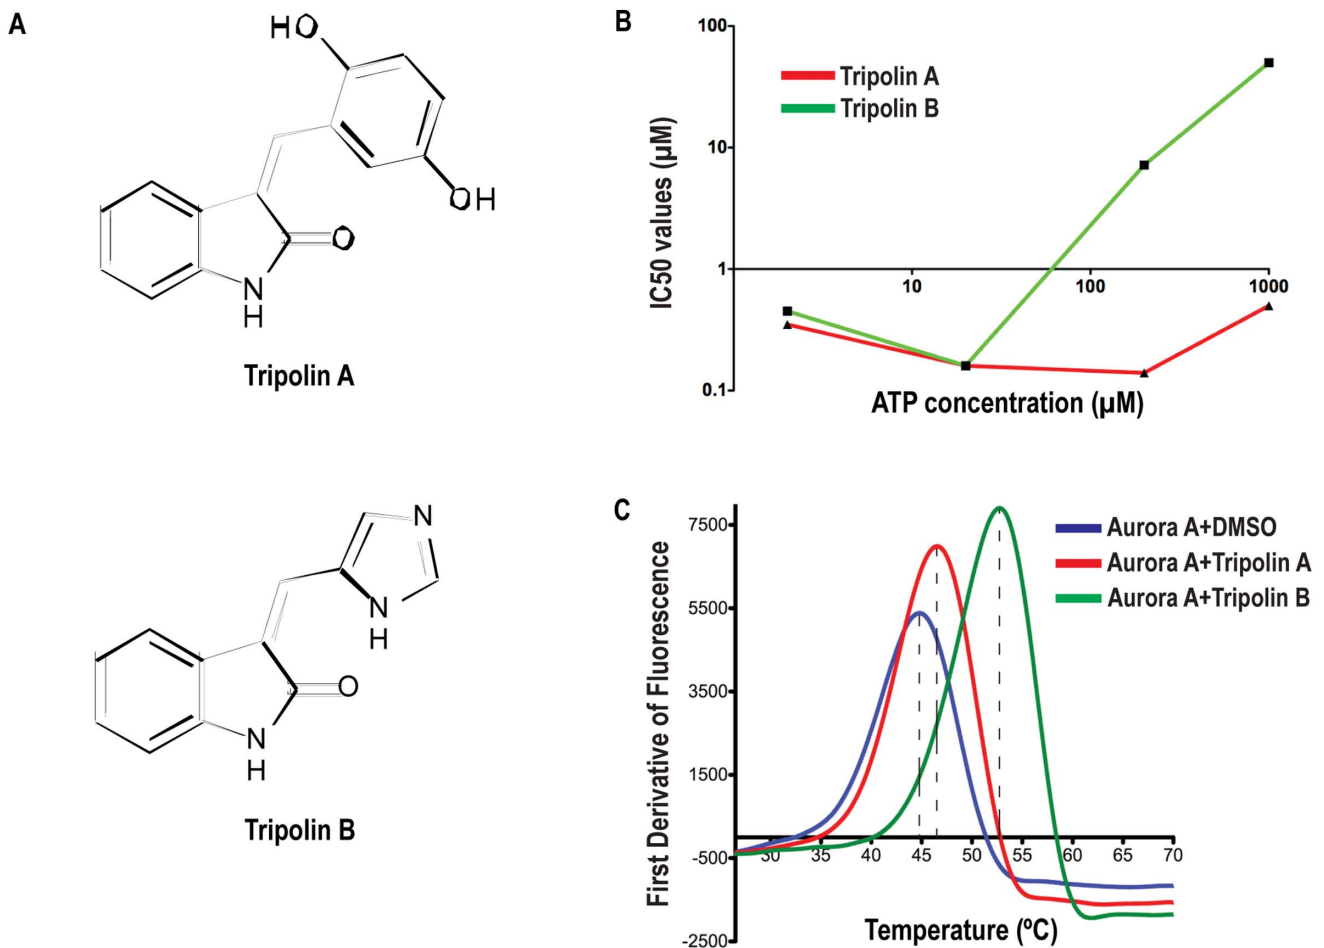 A
HO
OH
O
N
H
Tripolin A
N
N
H
O
N
H
Tripolin B
B
100
10
1
0.1
IC50 values (µM)
Tripolin A
Tripolin B
10
100
1000
ATP concentration (µM)
C
7500
5500
3500
1500
-500
-2500
First Derivative of Fluorescence
Aurora A+DMSO
Aurora A+Tripolin A
Aurora A+Tripolin B
30 35 40 45 50 55 60 65 70
Temperature (ºC)